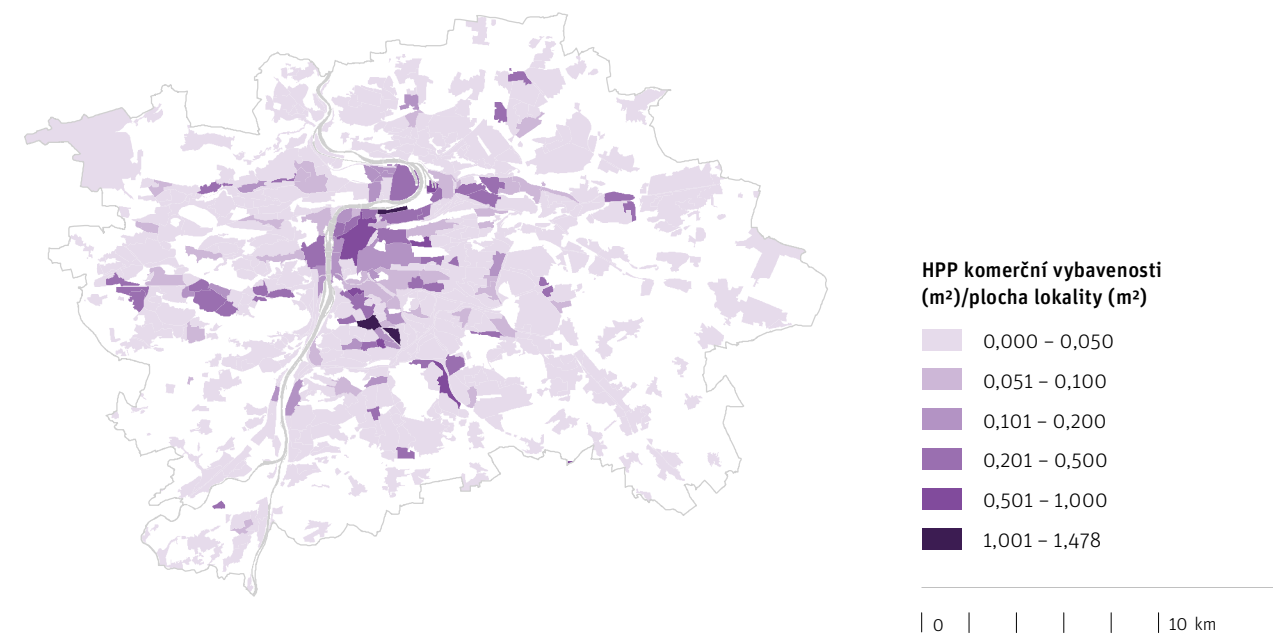 HPP komerční vybavenosti
(m²)/plocha lokality (m²)
0,000 – 0,050
0,051 – 0,100
0,101 – 0,200
0,201 – 0,500
0,501 – 1,000
1,001 – 1,478
0 10 km